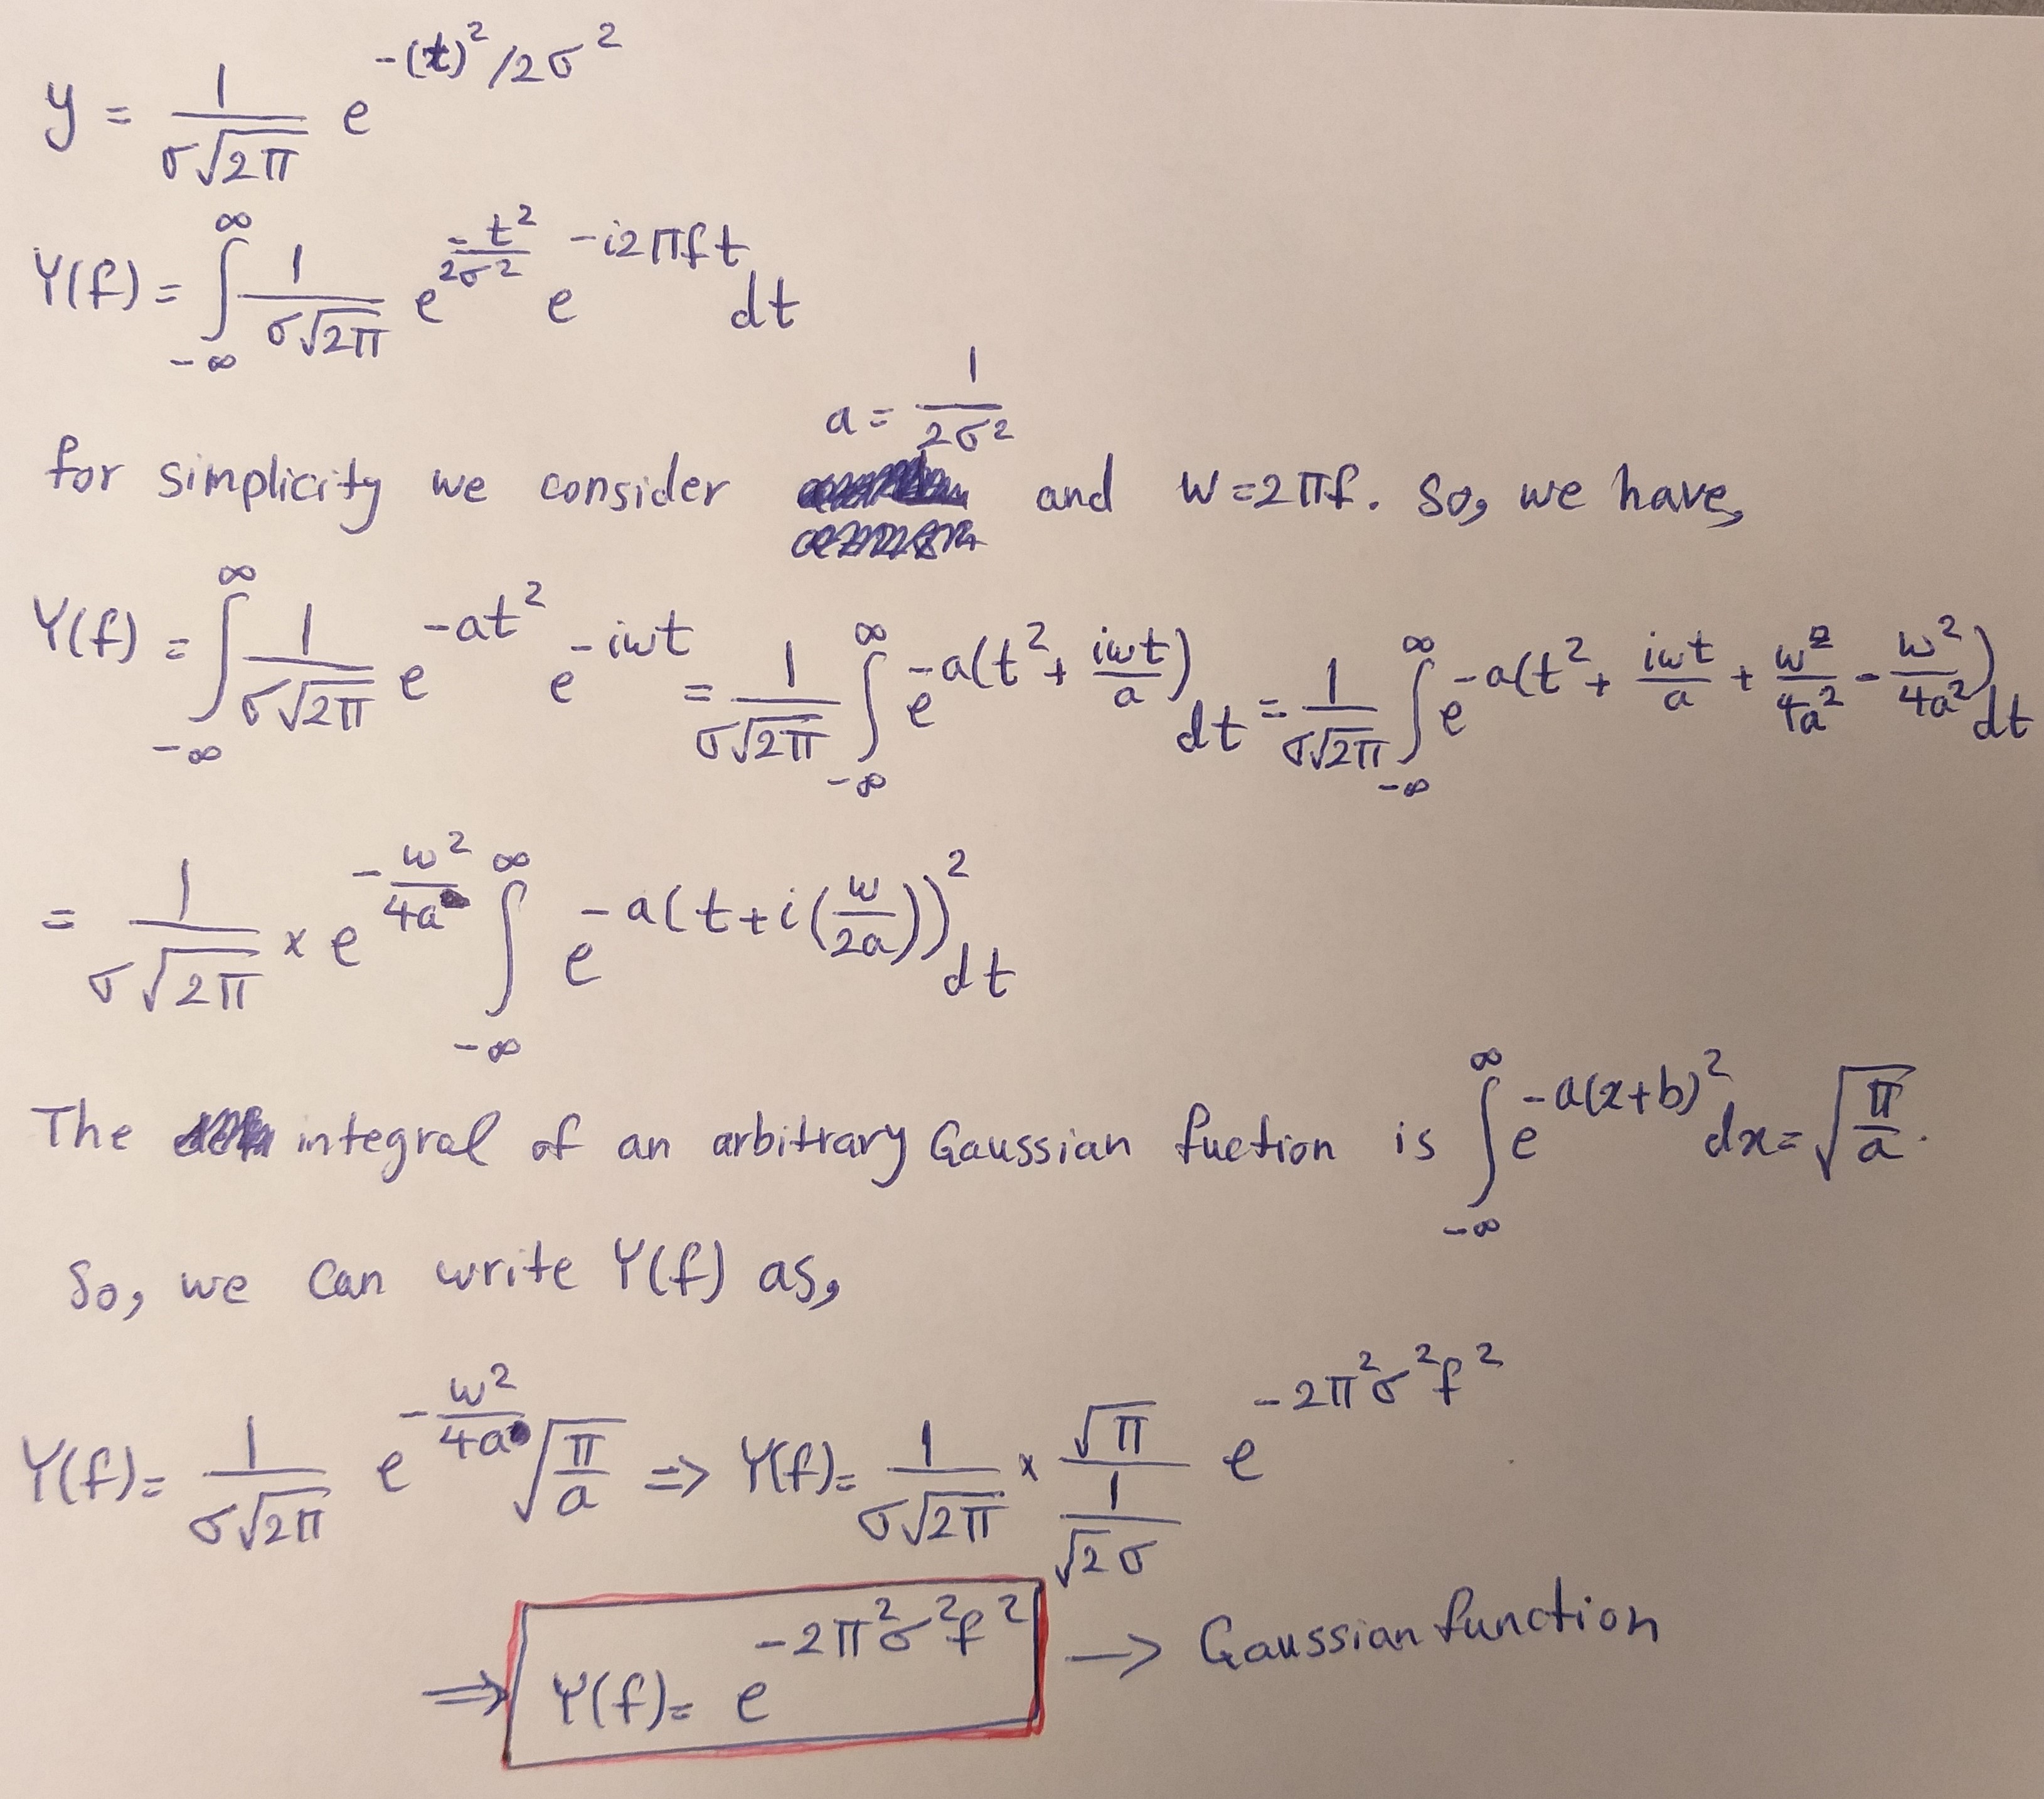 y = \frac{1}{\sigma\sqrt{2\pi}} e^{-(t)^2/2\sigma^2}
Y(f) = \int_{-\infty}^{\infty} \frac{1}{\sigma\sqrt{2\pi}} e^{-\frac{t^2}{2\sigma^2}} e^{-i2\pi ft} dt
for simplicity we consider a = \frac{1}{2\sigma^2} and w = 2\pi f. So, we have,
Y(f) = \int_{-\infty}^{\infty} \frac{1}{\sigma\sqrt{2\pi}} e^{-at^2} e^{-iwt} = \frac{1}{\sigma\sqrt{2\pi}} \int_{-\infty}^{\infty} e^{-a(t^2 + \frac{iwt}{a})} dt = \frac{1}{\sigma\sqrt{2\pi}} \int_{-\infty}^{\infty} e^{-a(t^2 + \frac{iwt}{a} + \frac{w^2}{4a^2} - \frac{w^2}{4a^2})} dt
= \frac{1}{\sigma\sqrt{2\pi}} \times e^{-\frac{w^2}{4a}} \int_{-\infty}^{\infty} e^{-a(t + i(\frac{w}{2a}))^2} dt
The integral of an arbitrary Gaussian fuction is \int_{-\infty}^{\infty} e^{-a(x+b)^2} dx = \sqrt{\frac{\pi}{a}}.
So, we can write Y(f) as,
Y(f) = \frac{1}{\sigma\sqrt{2\pi}} e^{-\frac{w^2}{4a}} \sqrt{\frac{\pi}{a}} => Y(f) = \frac{1}{\sigma\sqrt{2\pi}} \times \frac{\sqrt{\pi}}{\frac{1}{\sqrt{2}\sigma}} e^{-2\pi^2\sigma^2f^2}
=> Y(f) = e^{-2\pi^2\sigma^2f^2} -> Gaussian function